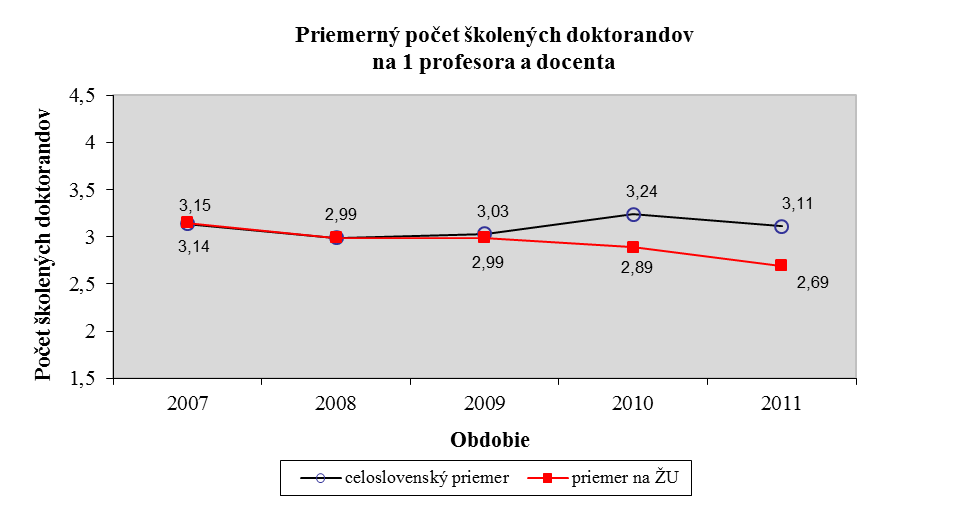 Priemerný počet školených doktorandov
na 1 profesora a docenta
Počet školených doktorandov
4,5
4
3,5
3
2,5
2
1,5
3,15
3,14
2,99
3,03
2,99
3,24
2,89
3,11
2,69
2007 2008 2009 2010 2011
Obdobie
celoslovenský priemer priemer na ŽU